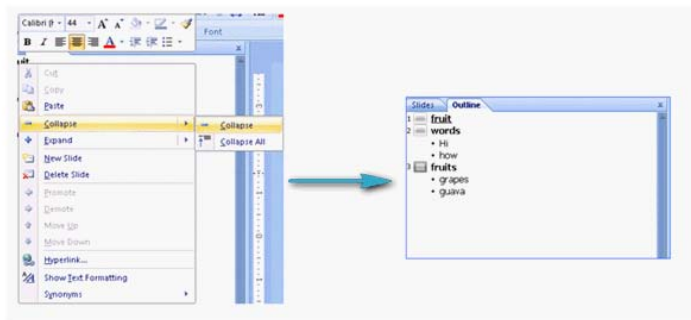 Calibri (H 44 A A
B I A
Font
x
uit
Cut
Copy
Paste
Collapse
Collapse
Expand
Collapse All
New Slide
Delete Slide
Promote
Demote
Move Up
Move Down
Hyperlink...
Show Text Formatting
Synonyms
Slides Outline x
1 fruit
2 words
• Hi
• how
3 fruits
• grapes
• guava